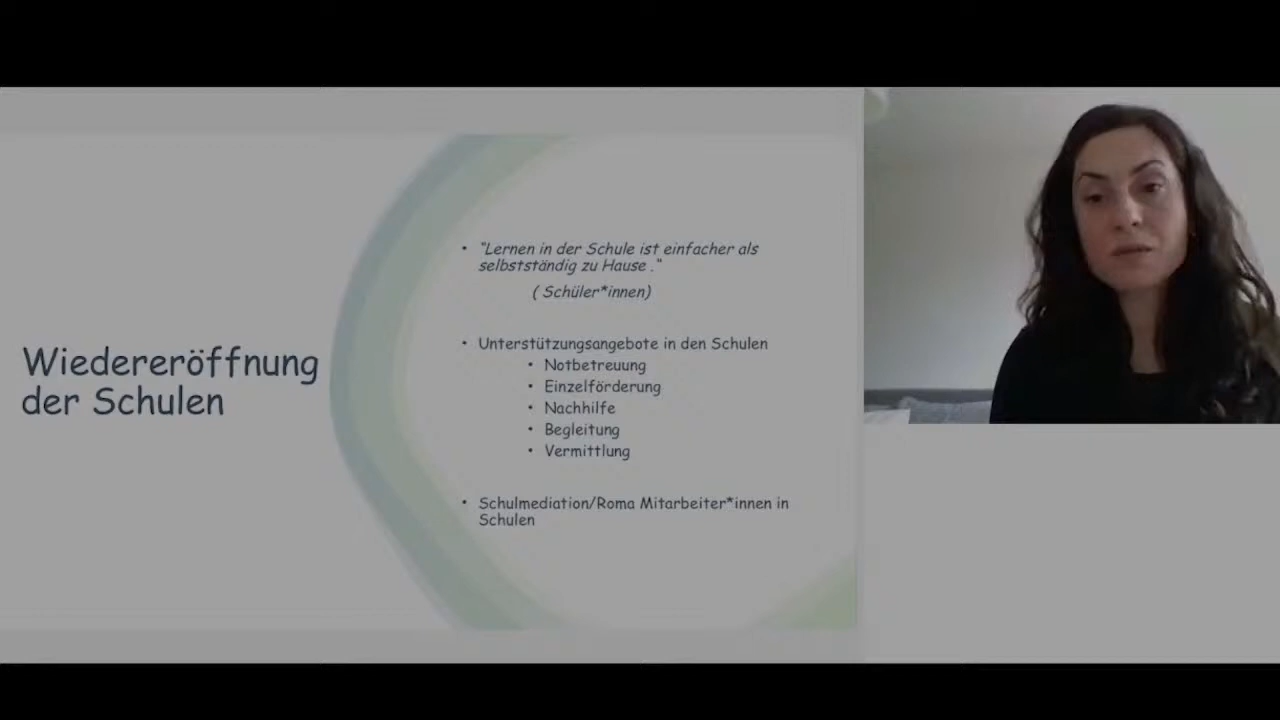 Wiedereröffnung
der Schulen
• "Lernen in der Schule ist einfacher als
selbstständig zu Hause ."
( Schüler*innen)
• Unterstützungsangebote in den Schulen
• Notbetreuung
• Einzelförderung
• Nachhilfe
• Begleitung
• Vermittlung
• Schulmediation/Roma Mitarbeiter*innen in
Schulen